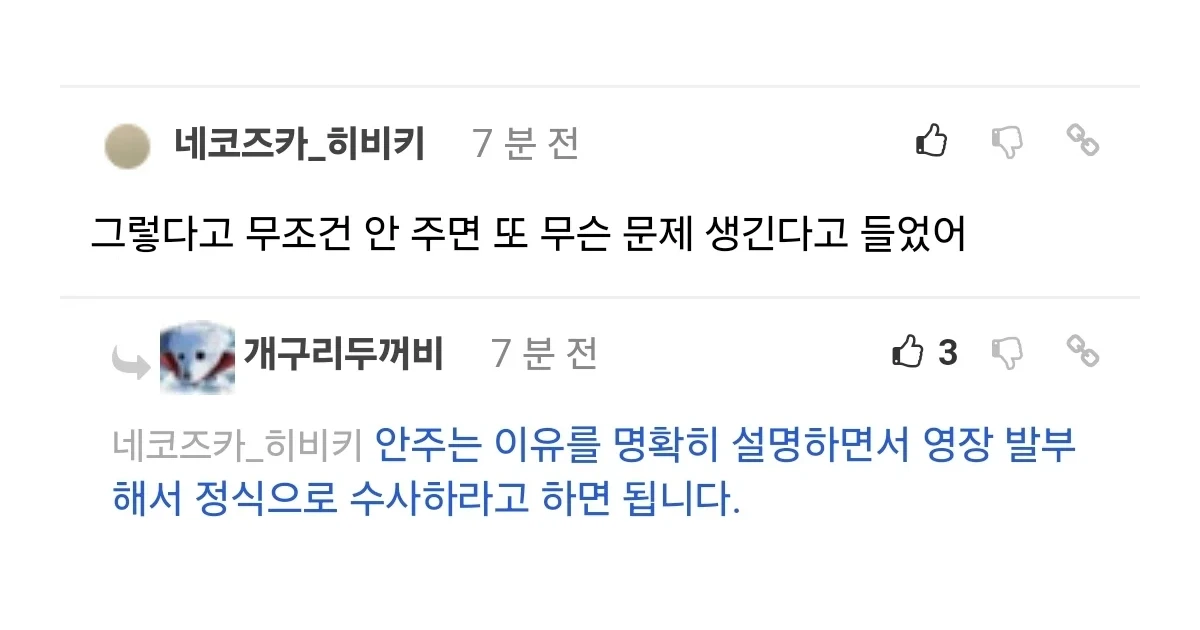 네코즈카_히비키 7 분 전
그렇다고 무조건 안 주면 또 무슨 문제 생긴다고 들었어
개구리두꺼비 7 분 전 3
네코즈카_히비키 안주는 이유를 명확히 설명하면서 영장 발부
해서 정식으로 수사하라고 하면 됩니다.